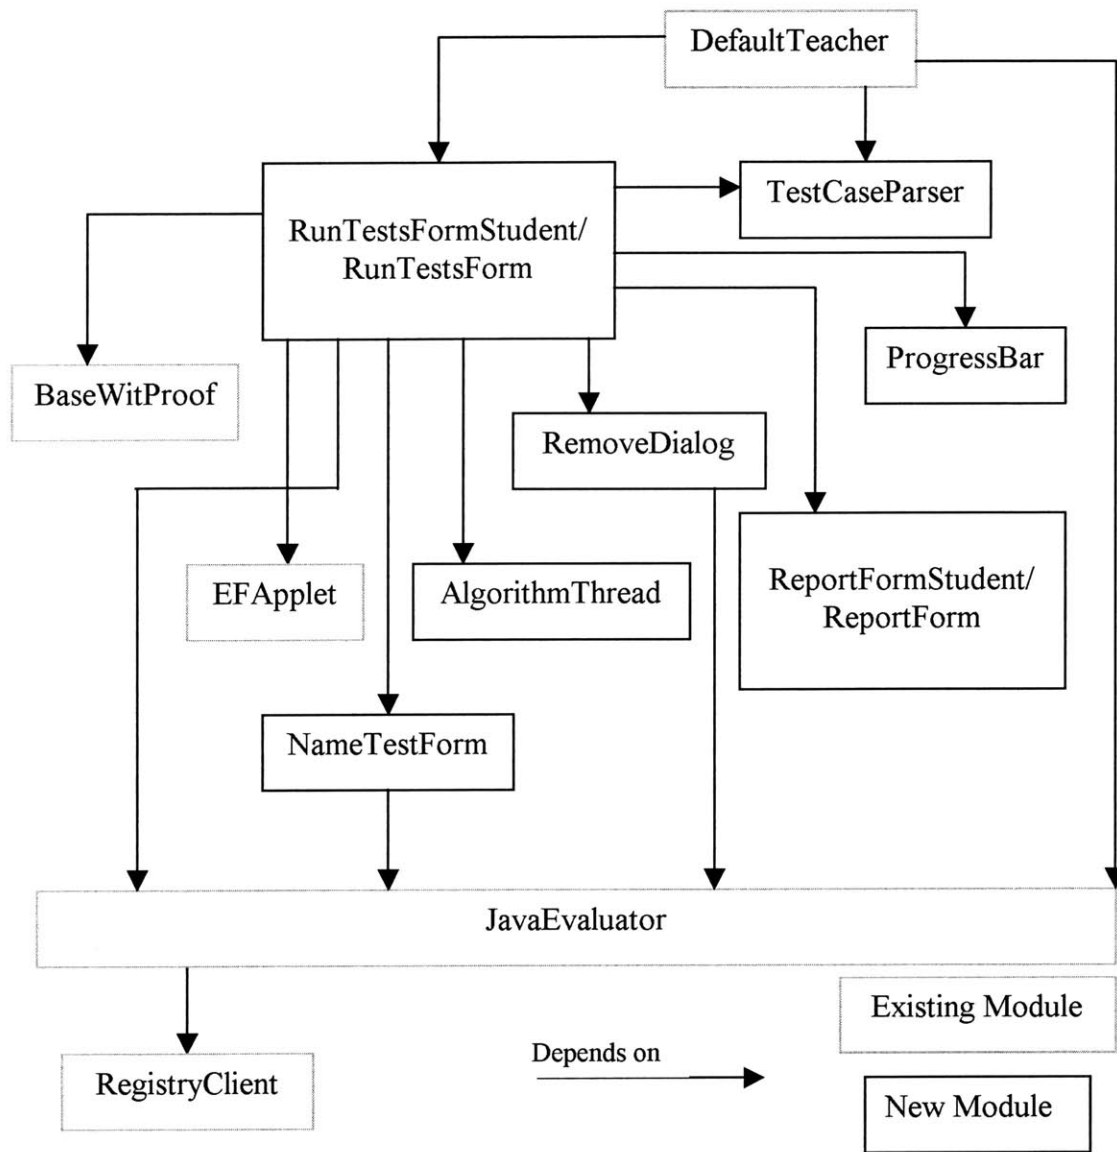 DefaultTeacher
TestCaseParser
RunTestsFormStudent/
RunTestsForm
ProgressBar
BaseWitProof
RemoveDialog
EFApplet
AlgorithmThread
ReportFormStudent/
ReportForm
NameTestForm
JavaEvaluator
Existing Module
Depends on
RegistryClient
New Module